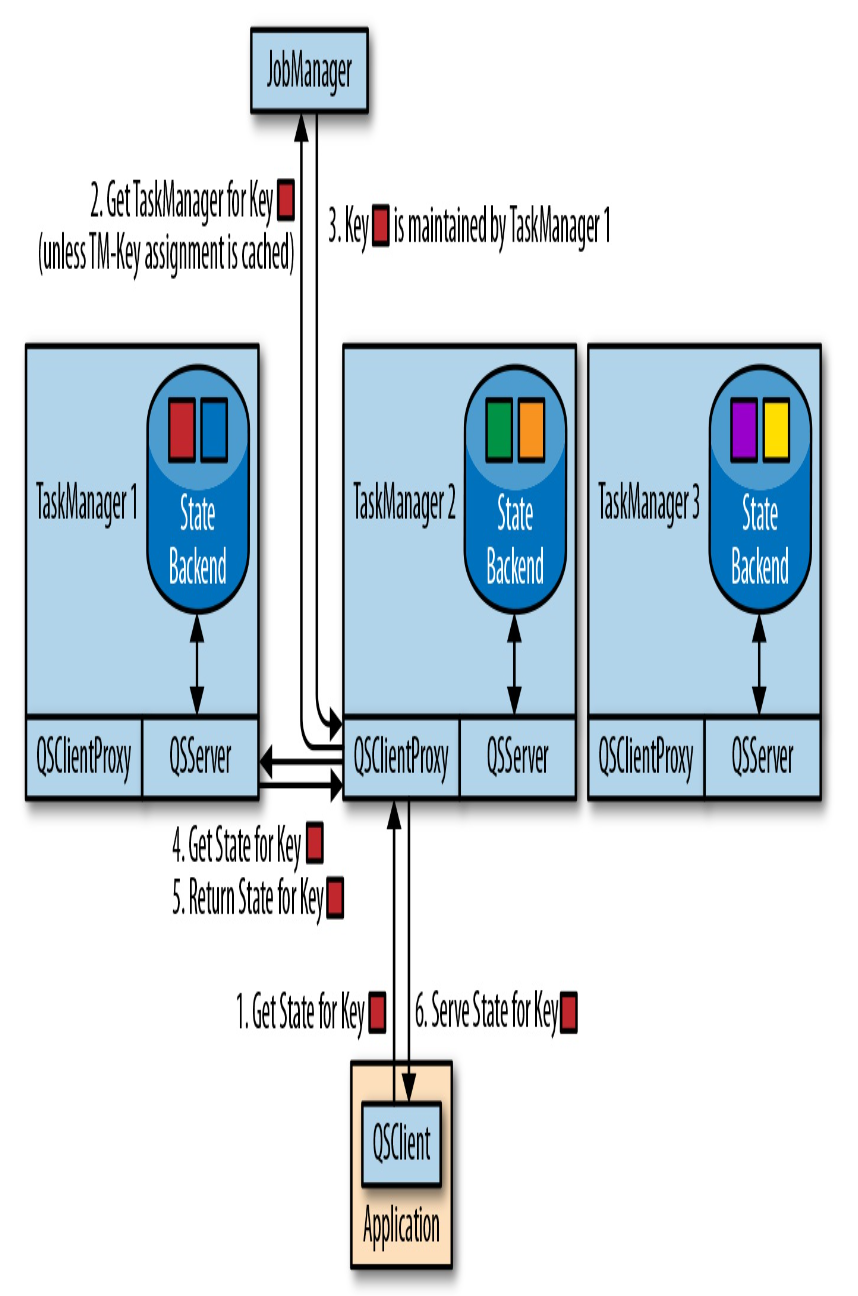 JobManager
2. Get TaskManager for Key
(unless TM-Key assignment is cached)
3. Key is maintained by TaskManager 1
TaskManager 1
State
Backend
QSClientProxy
QSServer
TaskManager 2
State
Backend
QSClientProxy
QSServer
TaskManager 3
State
Backend
QSClientProxy
QSServer
4. Get State for Key
5. Return State for Key
1. Get State for Key
6. Serve State for Key
QSClient
Application